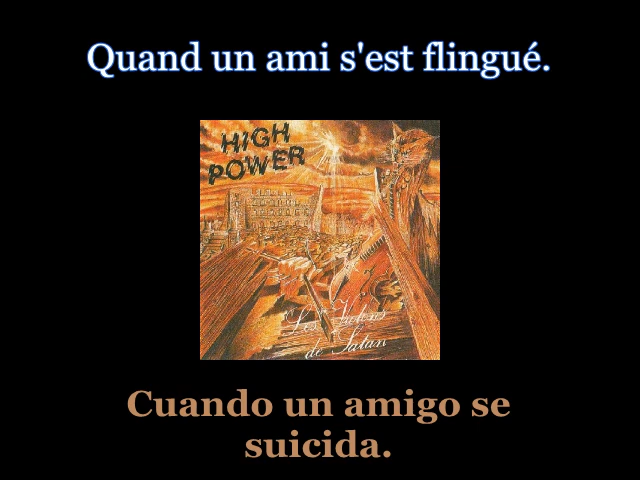 Quand un ami s'est flingué.
HIGH
POWER
Les Violons
de Satan
Cuando un amigo se
suicida.